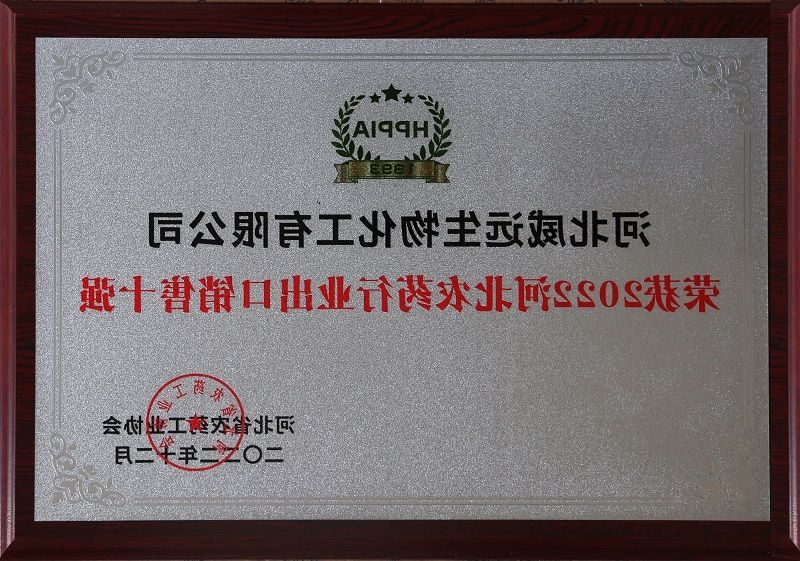 HPPIA
1993
河北威远生物化工有限公司
荣获2022河北农药行业出口销售十强
河北省农药工业协会
二〇二二年十二月